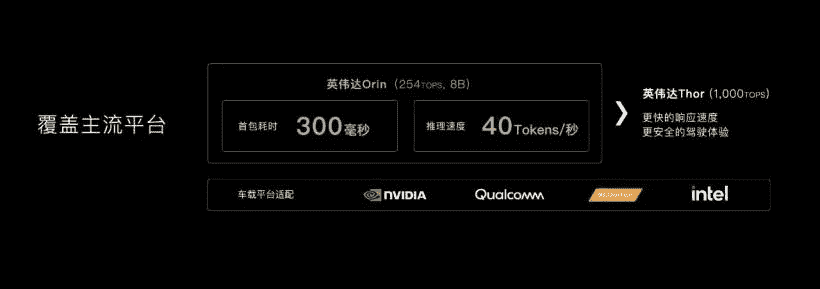 覆盖主流平台
英伟达Orin（254TOPS, 8B）
首包耗时
300毫秒
推理速度
40Tokens/秒
英伟达Thor（1,000TOPS）
更快的响应速度
更安全的驾驶体验
车载平台适配
NVIDIA
Qualcomm
intel